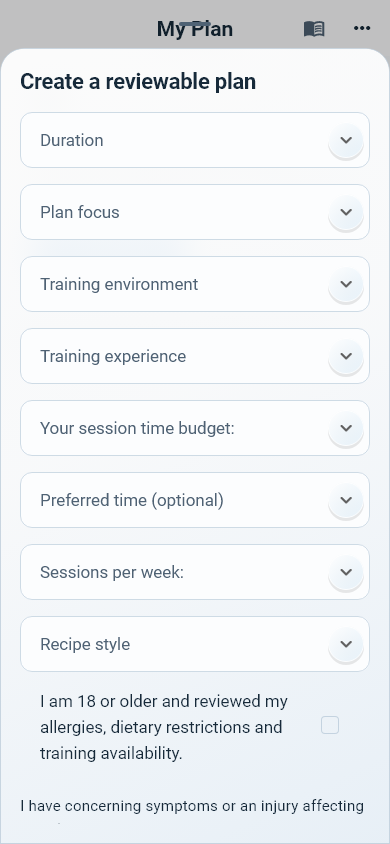 My Plan
Create a reviewable plan
Duration
Plan focus
Training environment
Training experience
Your session time budget:
Preferred time (optional)
Sessions per week:
Recipe style
I am 18 or older and reviewed my
allergies, dietary restrictions and
training availability.
I have concerning symptoms or an injury affecting